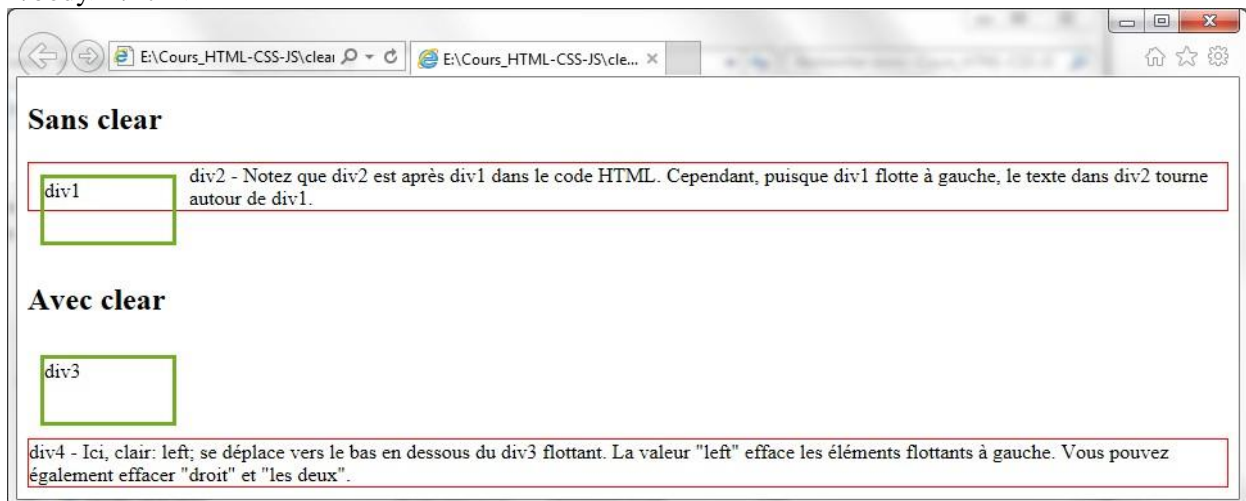 E:\Cours_HTML-CSS-JS\clear
E:\Cours_HTML-CSS-JS\cle...
Sans clear
div1
div2 - Notez que div2 est après div1 dans le code HTML. Cependant, puisque div1 flotte à gauche, le texte dans div2 tourne
autour de div1.
Avec clear
div3
div4 - Ici, clair: left; se déplace vers le bas en dessous du div3 flottant. La valeur "left" efface les éléments flottants à gauche. Vous pouvez
également effacer "droit" et "les deux".